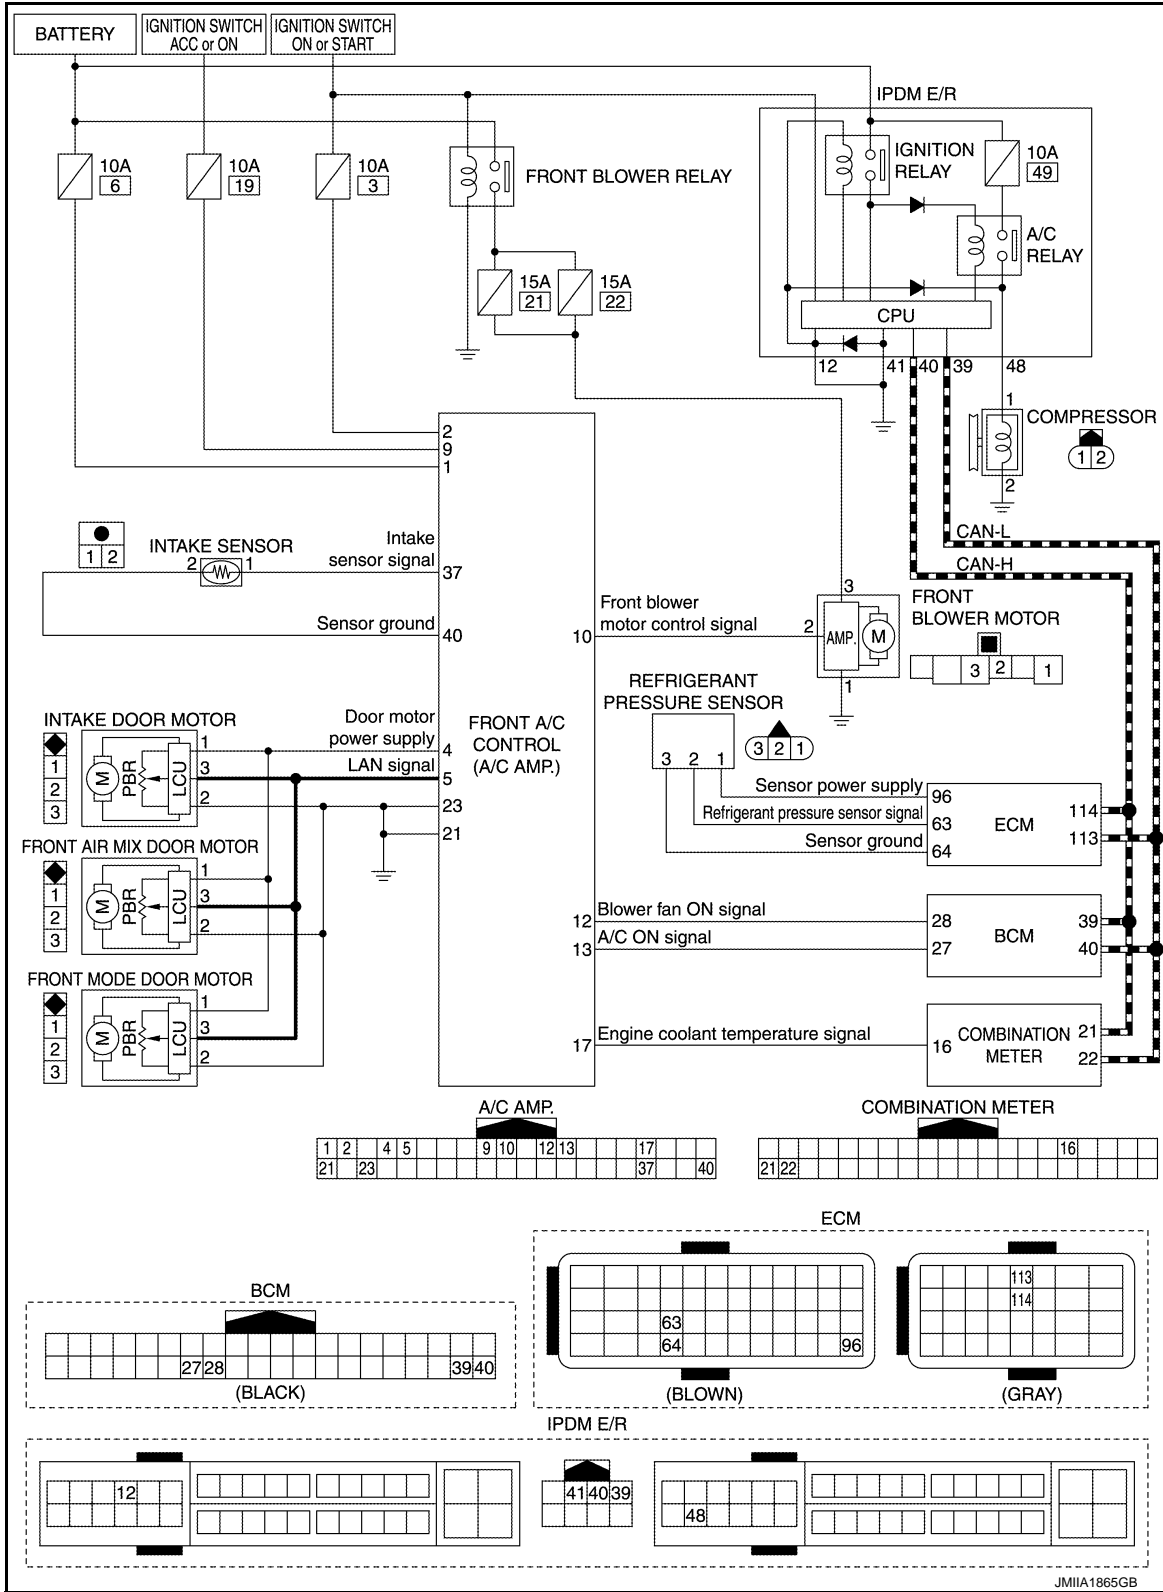 BATTERY
IGNITION SWITCH
ACC or ON
IGNITION SWITCH
ON or START
IPDM E/R
10A
6
10A
19
10A
3
FRONT BLOWER RELAY
IGNITION
RELAY
10A
49
A/C
RELAY
15A
21
15A
22
CPU
12
41
40
39
48
1
COMPRESSOR
1 2
2
2
9
1
CAN-L
CAN-H
1 2
INTAKE SENSOR
2
1
Intake
sensor signal
37
Sensor ground
40
10
Front blower
motor control signal
3
2
AMP.
M
1
FRONT
BLOWER MOTOR
3 2 1
REFRIGERANT
PRESSURE SENSOR
3 2 1
3 2 1
INTAKE DOOR MOTOR
1
2
3
M
PBR
LCU
1
3
2
Door motor
power supply
4
LAN signal
5
23
21
FRONT A/C
CONTROL
(A/C AMP.)
Sensor power supply
96
Refrigerant pressure sensor signal
63
Sensor ground
64
ECM
114
113
FRONT AIR MIX DOOR MOTOR
1
2
3
M
PBR
LCU
1
3
2
12
Blower fan ON signal
28
13
A/C ON signal
27
BCM
39
40
FRONT MODE DOOR MOTOR
1
2
3
M
PBR
LCU
1
3
2
17
Engine coolant temperature signal
16
COMBINATION
METER
21
22
A/C AMP.
1 2 4 5 9 10 12 13 17
21 23 37 40
COMBINATION METER
16
21 22
ECM
113
114
63
64 96
(BLOWN)
(GRAY)
BCM
27 28 39 40
(BLACK)
IPDM E/R
12
41 40 39
48
JMIIA1865GB